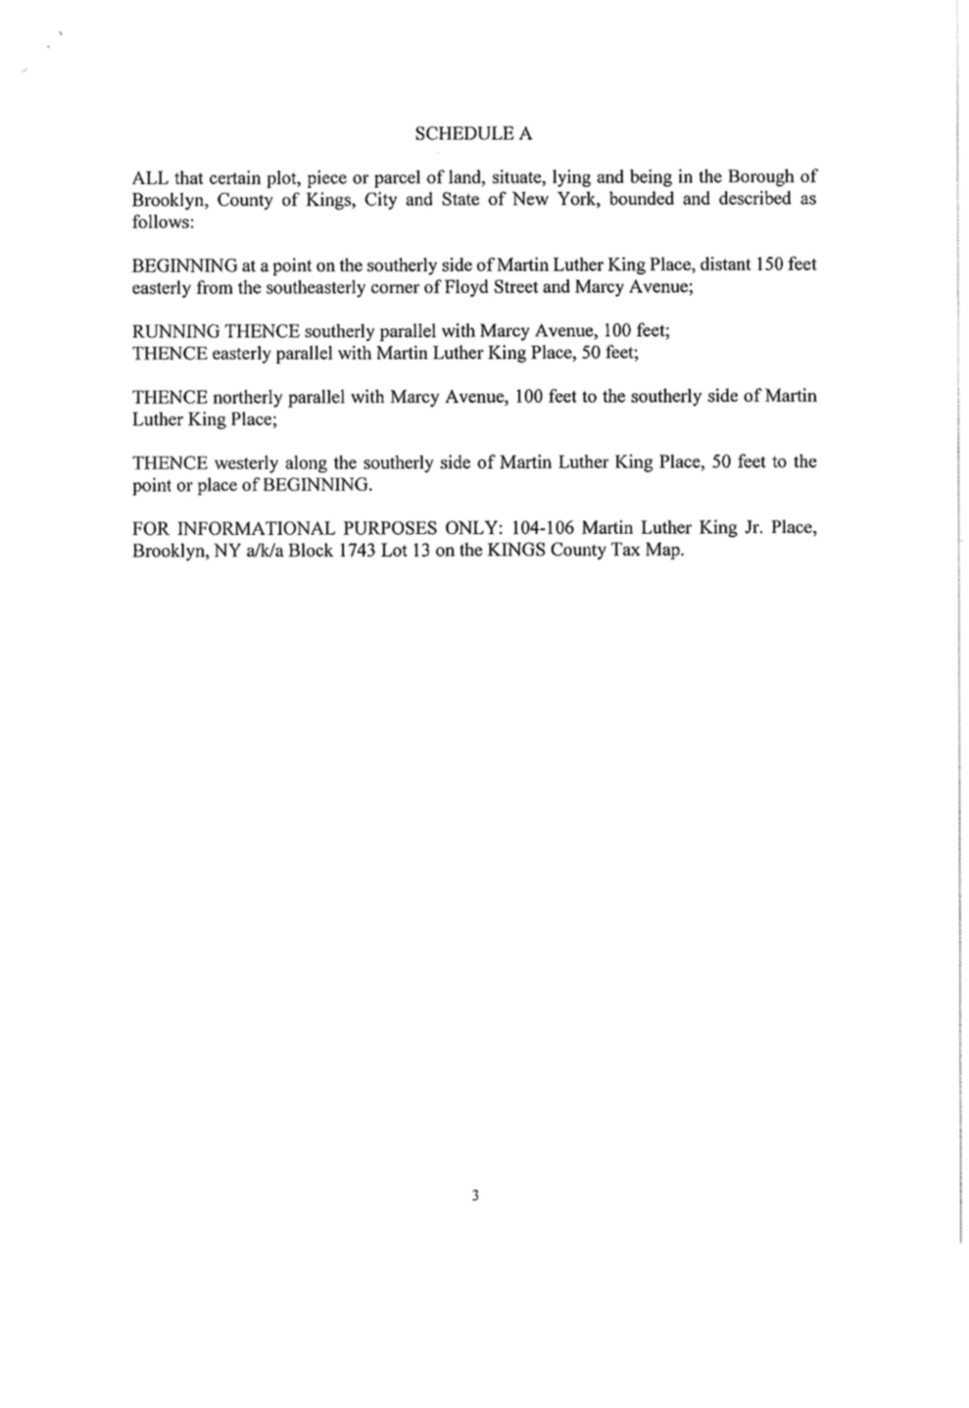 SCHEDULE A
ALL that certain plot, piece or parcel of land, situate, lying and being in the Borough of
Brooklyn, County of Kings, City and State of New York, bounded and described as
follows:
BEGINNING at a point on the southerly side of Martin Luther King Place, distant 150 feet
easterly from the southeasterly corner of Floyd Street and Marcy Avenue;
RUNNING THENCE southerly parallel with Marcy Avenue, 100 feet;
THENCE easterly parallel with Martin Luther King Place, 50 feet;
THENCE northerly parallel with Marcy Avenue, 100 feet to the southerly side of Martin
Luther King Place;
THENCE westerly along the southerly side of Martin Luther King Place, 50 feet to the
point or place of BEGINNING.
FOR INFORMATIONAL PURPOSES ONLY: 104-106 Martin Luther King Jr. Place,
Brooklyn, NY a/k/a Block 1743 Lot 13 on the KINGS County Tax Map.
3